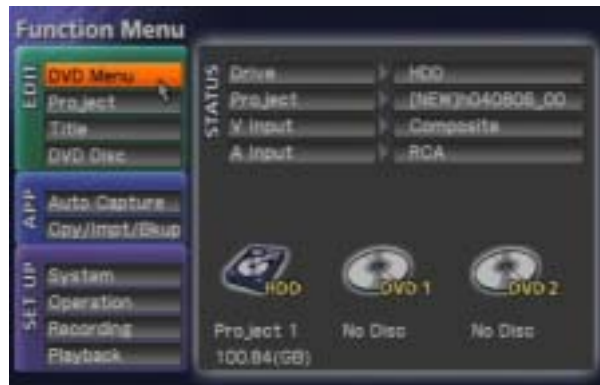 Function Menu
EDIT
DVD Menu
Project
Title
DVD Disc
APP
Auto Capture
Cpy/Impt/Bkup
SET UP
System
Operation
Recording
Playback
STATUS
Drive HDD
Project [NEW]h040806_00
V Input Composite
A Input RCA
HDD DVD 1 DVD 2
Project 1 No Disc No Disc
100.84(GB)